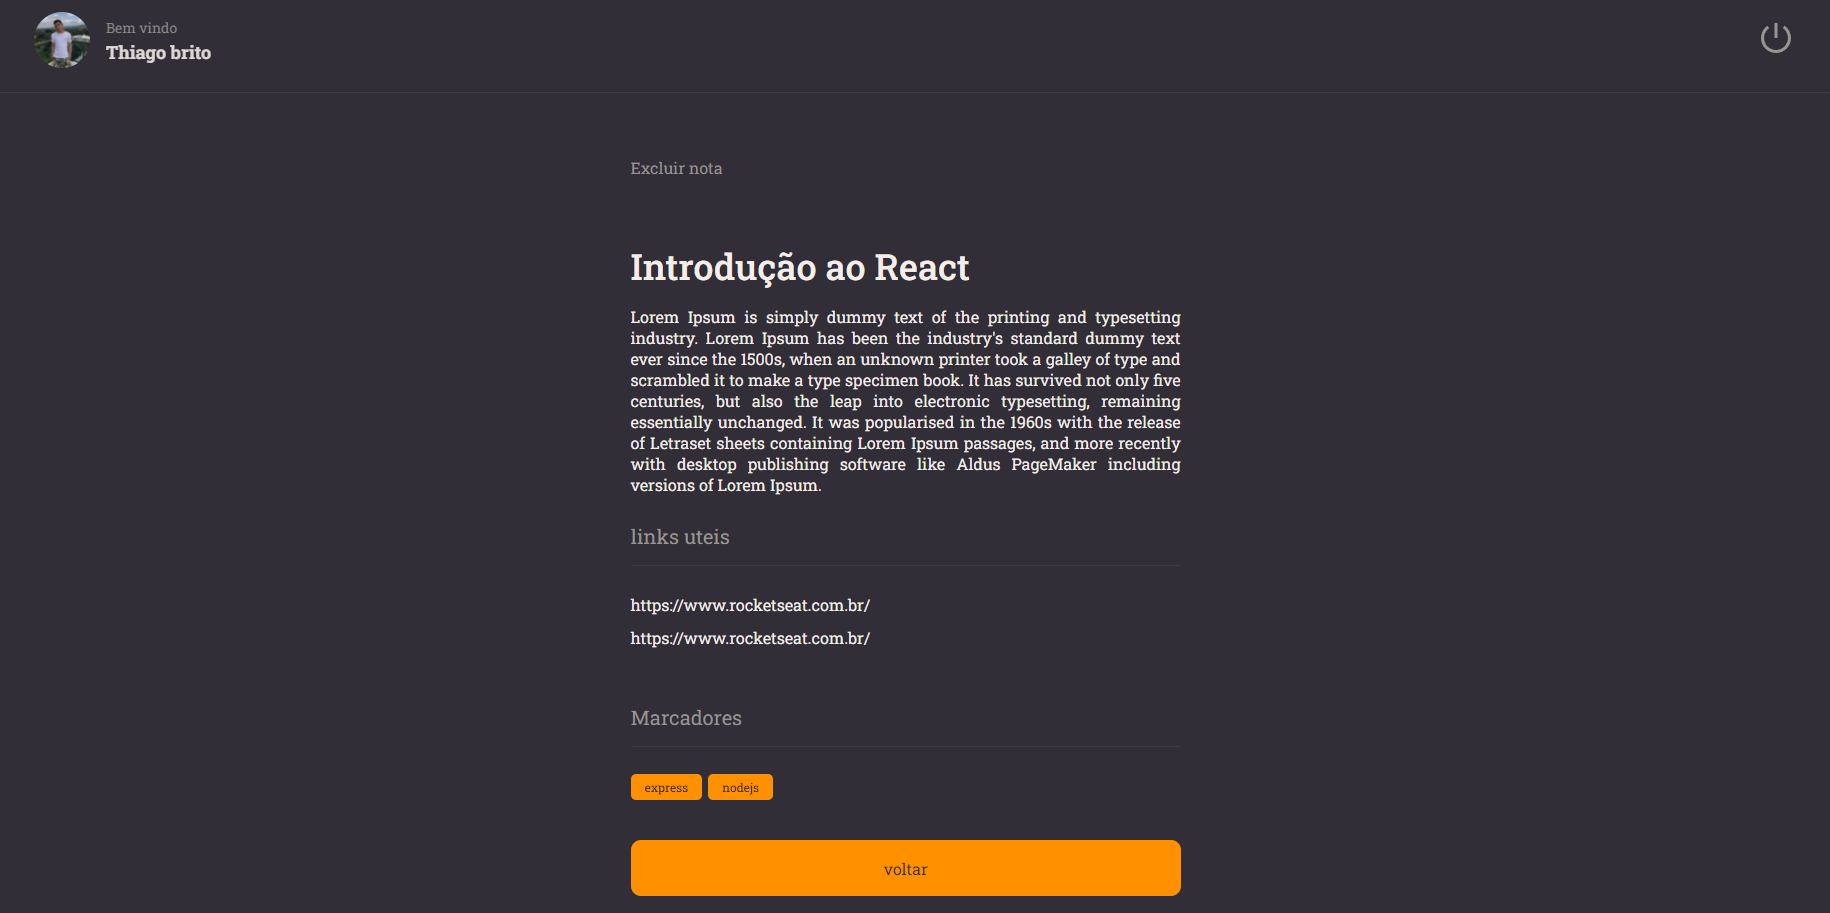 Bem vindo
Thiago brito
Excluir nota
Introdução ao React
Lorem Ipsum is simply dummy text of the printing and typesetting
industry. Lorem Ipsum has been the industry's standard dummy text
ever since the 1500s, when an unknown printer took a galley of type and
scrambled it to make a type specimen book. It has survived not only five
centuries, but also the leap into electronic typesetting, remaining
essentially unchanged. It was popularised in the 1960s with the release
of Letraset sheets containing Lorem Ipsum passages, and more recently
with desktop publishing software like Aldus PageMaker including
versions of Lorem Ipsum.
links uteis
https://www.rocketseat.com.br/
https://www.rocketseat.com.br/
Marcadores
express nodejs
voltar